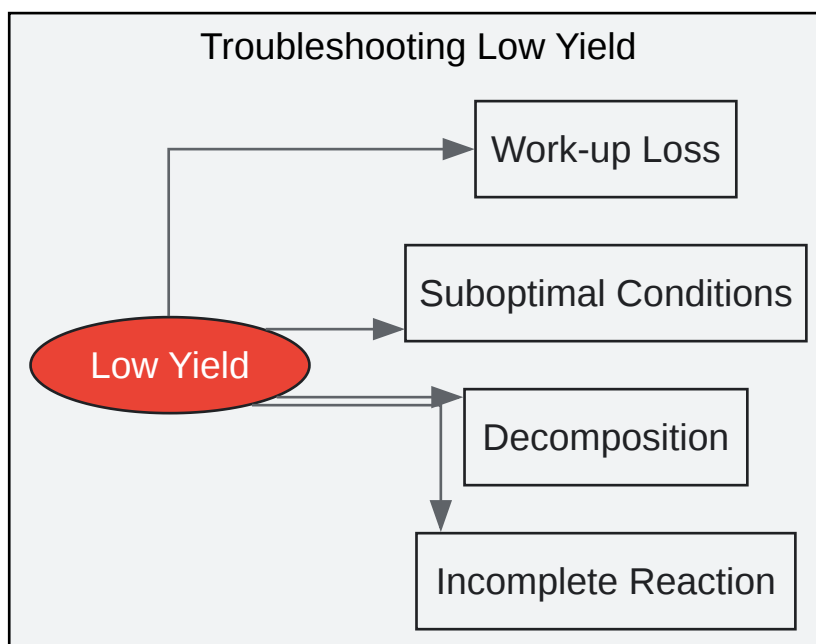 Troubleshooting Low Yield
Work-up Loss
Suboptimal Conditions
Low Yield
Decomposition
Incomplete Reaction